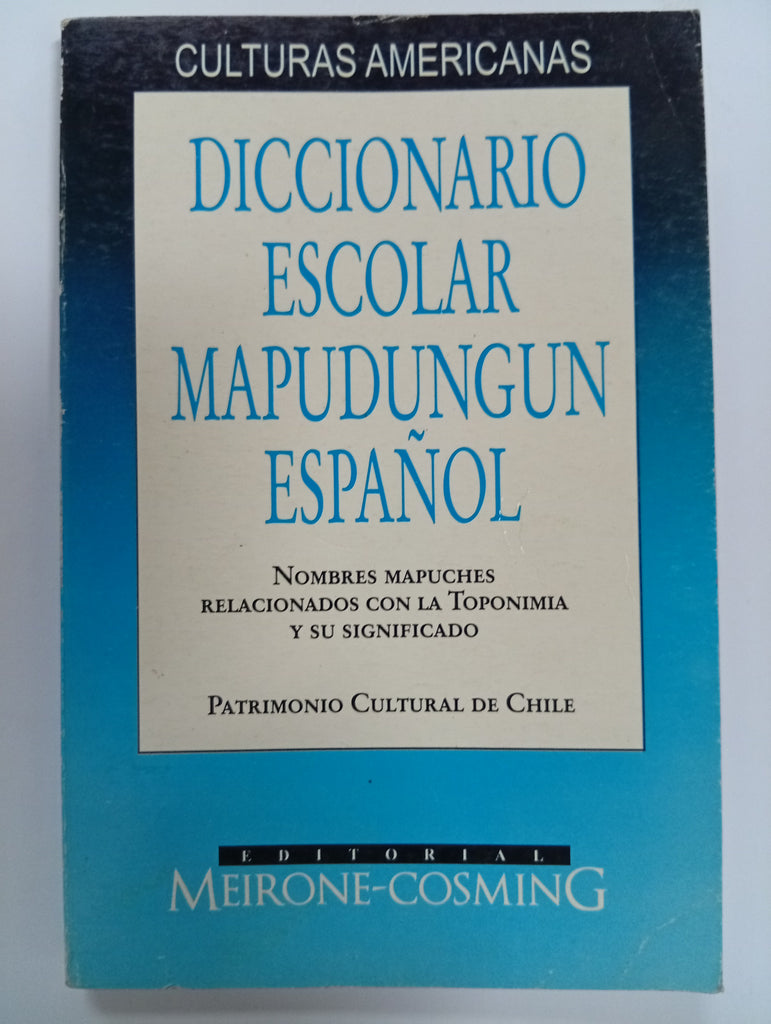 CULTURAS AMERICANAS
DICCIONARIO
ESCOLAR
MAPUDUNGUN
ESPAÑOL
NOMBRES MAPUCHES
RELACIONADOS CON LA TOPONIMIA
Y SU SIGNIFICADO
PATRIMONIO CULTURAL DE CHILE
EDITORIAL
MEIRONE-COSMING